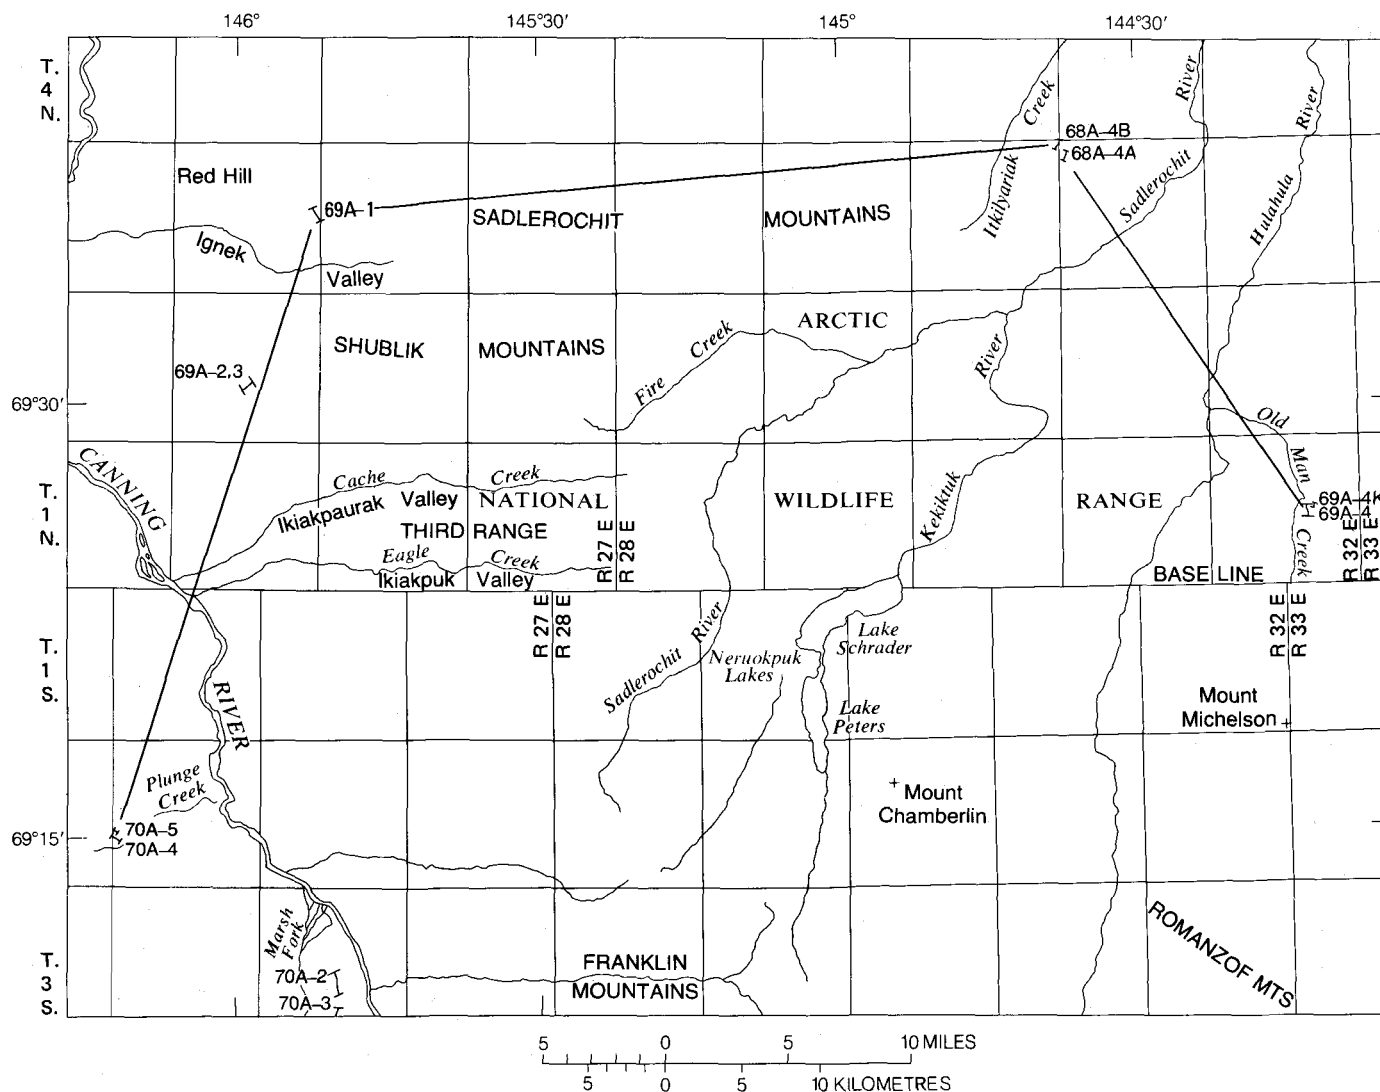 146°
145°30'
145°
144°30'
T.
4
N.
Creek
River
River
68A-4B
68A-4A
Red Hill
69A-1
SADLEROCHIT
MOUNTAINS
Itkilyariak
Sadlerochit
Hulahula
Ignek
Valley
SHUBLIK
MOUNTAINS
Fire
Creek
ARCTIC
River
69A-2,3
69°30'
Old
Man
Creek
CANNING
RIVER
T.
1
N.
Cache
Creek
Ikiakpaurak
Valley
NATIONAL
WILDLIFE
RANGE
Kekiktuk
69A-4K
69A-4
THIRD RANGE
Eagle
Creek
Ikiakpuk
Valley
R 27 E
R 28 E
BASE LINE
R 32 E
R 33 E
T.
1
S.
R 27 E
R 28 E
Sadlerochit
River
Neruokpuk
Lakes
Lake
Schrader
Lake
Peters
R 32 E
R 33 E
Mount
Michelson
Plunge
Creek
Mount
Chamberlin
69°15'
70A-5
70A-4
Marsh
Fork
T.
3
S.
70A-2
70A-3
FRANKLIN
MOUNTAINS
ROMANZOF MTS
5
0
5
10 MILES
5
0
5
10 KILOMETRES